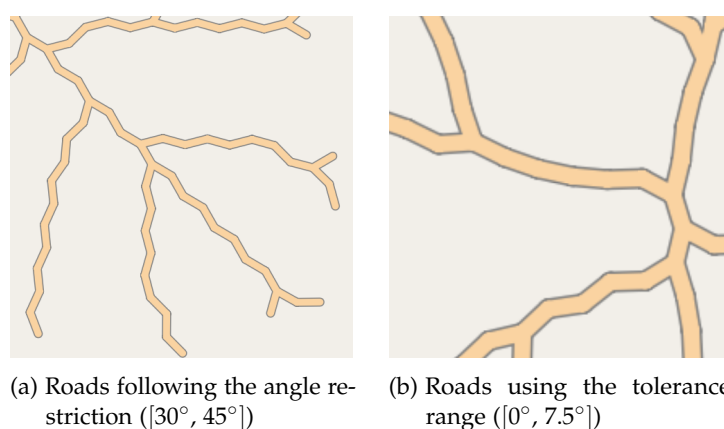 (a) Roads following the angle re-
striction ([30°, 45°])
(b) Roads using the tolerance
range ([0°, 7.5°])